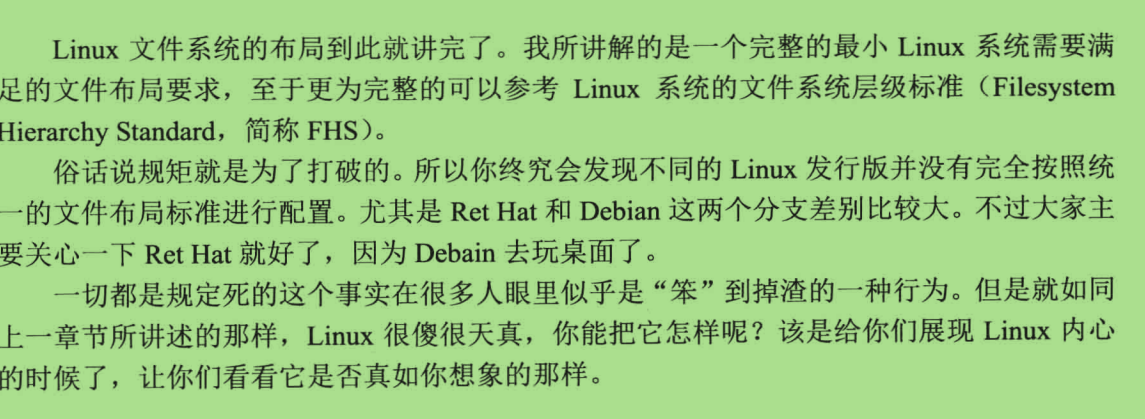 Linux 文件系统的布局到此就讲完了。我所讲解的是一个完整的最小 Linux 系统需要满
足的文件布局要求，至于更为完整的可以参考 Linux 系统的文件系统层级标准（Filesystem
Hierarchy Standard，简称 FHS）。
俗话说规矩就是为了打破的。所以你终究会发现不同的 Linux 发行版并没有完全按照统
一的文件布局标准进行配置。尤其是 Ret Hat 和 Debian 这两个分支差别比较大。不过大家主
要关心一下 Ret Hat 就好了，因为 Debain 去玩桌面了。
一切都是规定死的这个事实在很多人眼里似乎是“笨”到掉渣的一种行为。但是就如同
上一章节所讲述的那样，Linux 很傻很天真，你能把它怎样呢？该是给你们展现 Linux 内心
的时候了，让你们看看它是否真如你想象的那样。